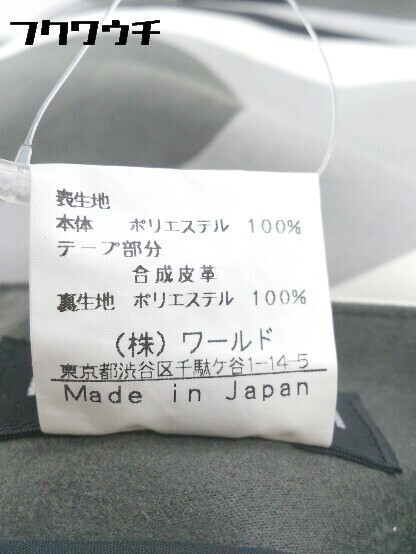 フクワウチ
表生地
本体 ポリエステル 100%
テープ部分
合成皮革
裏生地 ポリエステル 100%
(株) ワールド
東京都渋谷区千駄ケ谷1-14-5
Made in Japan